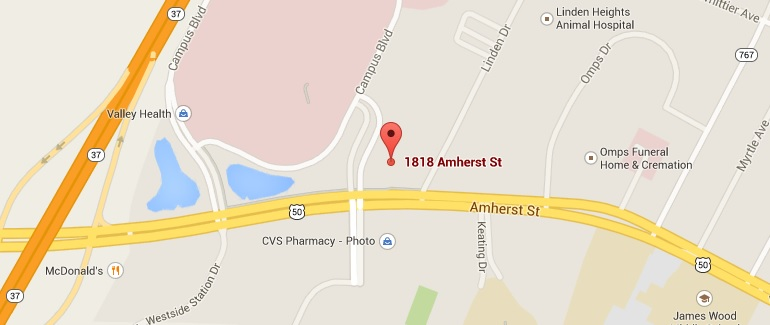 37
Campus Blvd
Campus Blvd
Linden Heights
Animal Hospital
Whittier Ave
767
Linden Dr
Omps Dr
Valley Health
37
1818 Amherst St
Omps Funeral
Home & Cremation
Myrtle Ave
50
Amherst St
CVS Pharmacy - Photo
Keating Dr
50
McDonald's
37
Westside Station Dr
James Wood